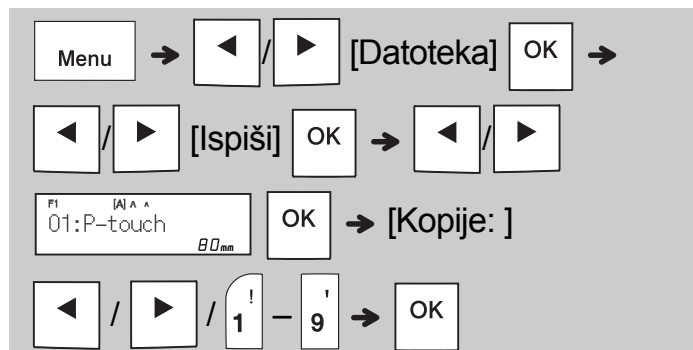 Menu → ◀ / ▶ [Datoteka] OK →
◀ / ▶ [Ispiši] OK → ◀ / ▶
F1 [A] ∧ ∧
01:P-touch
80mm
OK → [Kopije: ]
◀ / ▶ / ! 1 – ' 9 → OK